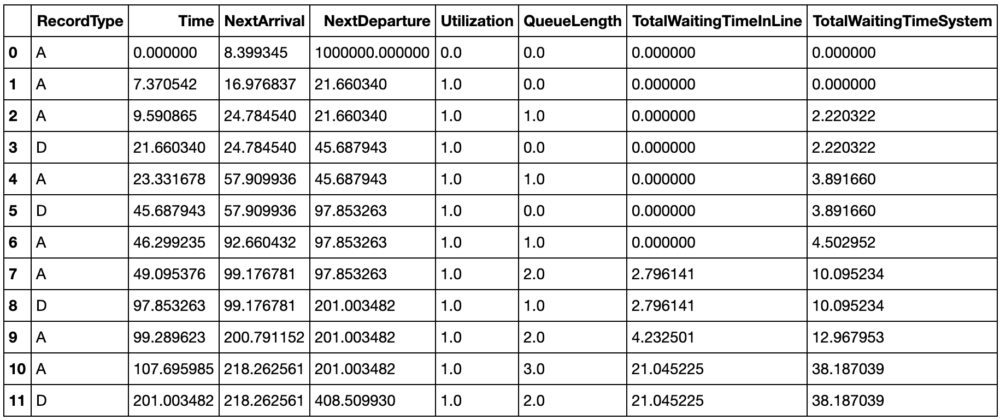 RecordType Time NextArrival NextDeparture Utilization QueueLength TotalWaitingTimeInLine TotalWaitingTimeSystem
0 A 0.000000 8.399345 1000000.000000 0.0 0.0 0.000000 0.000000
1 A 7.370542 16.976837 21.660340 1.0 0.0 0.000000 0.000000
2 A 9.590865 24.784540 21.660340 1.0 1.0 0.000000 2.220322
3 D 21.660340 24.784540 45.687943 1.0 0.0 0.000000 2.220322
4 A 23.331678 57.909936 45.687943 1.0 1.0 0.000000 3.891660
5 D 45.687943 57.909936 97.853263 1.0 0.0 0.000000 3.891660
6 A 46.299235 92.660432 97.853263 1.0 1.0 0.000000 4.502952
7 A 49.095376 99.176781 97.853263 1.0 2.0 2.796141 10.095234
8 D 97.853263 99.176781 201.003482 1.0 1.0 2.796141 10.095234
9 A 99.289623 200.791152 201.003482 1.0 2.0 4.232501 12.967953
10 A 107.695985 218.262561 201.003482 1.0 3.0 21.045225 38.187039
11 D 201.003482 218.262561 408.509930 1.0 2.0 21.045225 38.187039